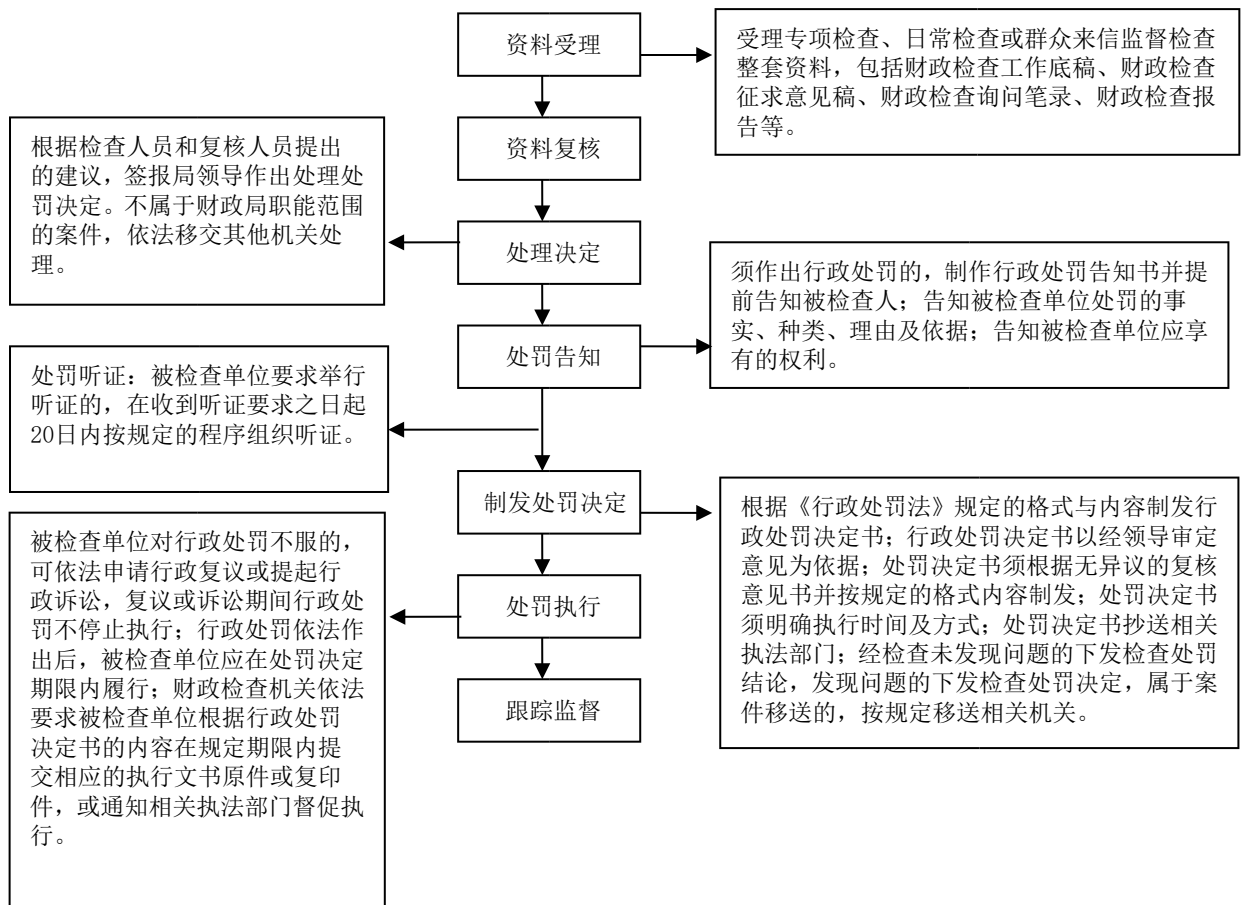 资料受理
受理专项检查、日常检查或群众来信监督检查
整套资料，包括财政检查工作底稿、财政检查
征求意见稿、财政检查询问笔录、财政检查报
告等。
资料复核
根据检查人员和复核人员提出
的建议，签报局领导作出处理处
罚决定。不属于财政局职能范围
的案件，依法移交其他机关处
理。
处理决定
须作出行政处罚的，制作行政处罚告知书并提
前告知被检查人；告知被检查单位处罚的事
实、种类、理由及依据；告知被检查单位应享
有的权利。
处罚告知
处罚听证：被检查单位要求举行
听证的，在收到听证要求之日起
20日内按规定的程序组织听证。
制发处罚决定
根据《行政处罚法》规定的格式与内容制发行
政处罚决定书；行政处罚决定书以经领导审定
意见为依据；处罚决定书须根据无异议的复核
意见书并按规定的格式内容制发；处罚决定书
须明确执行时间及方式；处罚决定书抄送相关
执法部门；经检查未发现问题的下发检查处罚
结论，发现问题的下发检查处罚决定，属于案
件移送的，按规定移送相关机关。
被检查单位对行政处罚不服的，
可依法申请行政复议或提起行
政诉讼，复议或诉讼期间行政处
罚不停止执行；行政处罚依法作
出后，被检查单位应在处罚决定
期限内履行；财政检查机关依法
要求被检查单位根据行政处罚
决定书的内容在规定期限内提
交相应的执行文书原件或复印
件，或通知相关执法部门督促执
行。
处罚执行
跟踪监督